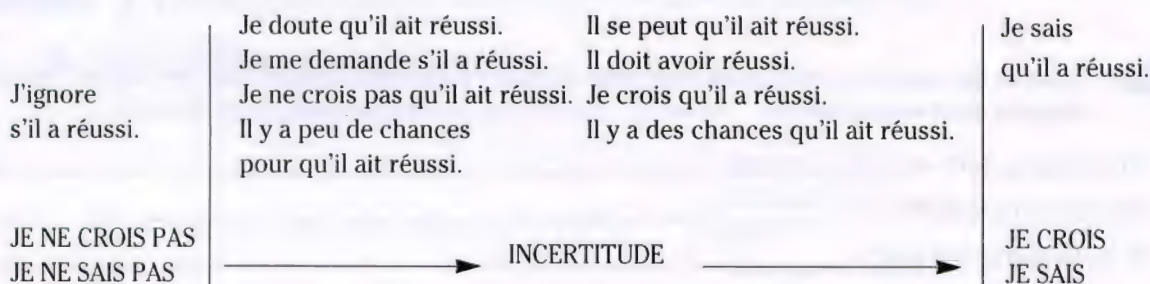 J'ignore
s'il a réussi.
Je doute qu'il ait réussi.
Je me demande s'il a réussi.
Je ne crois pas qu'il ait réussi.
Il y a peu de chances
pour qu'il ait réussi.
Il se peut qu'il ait réussi.
Il doit avoir réussi.
Je crois qu'il a réussi.
Il y a des chances qu'il ait réussi.
Je sais
qu'il a réussi.
JE NE CROIS PAS
JE NE SAIS PAS
INCERTITUDE
JE CROIS
JE SAIS